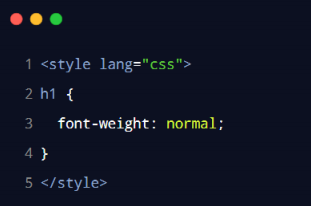 1 <style lang="css">
2 h1 {
3   font-weight: normal;
4 }
5 </style>